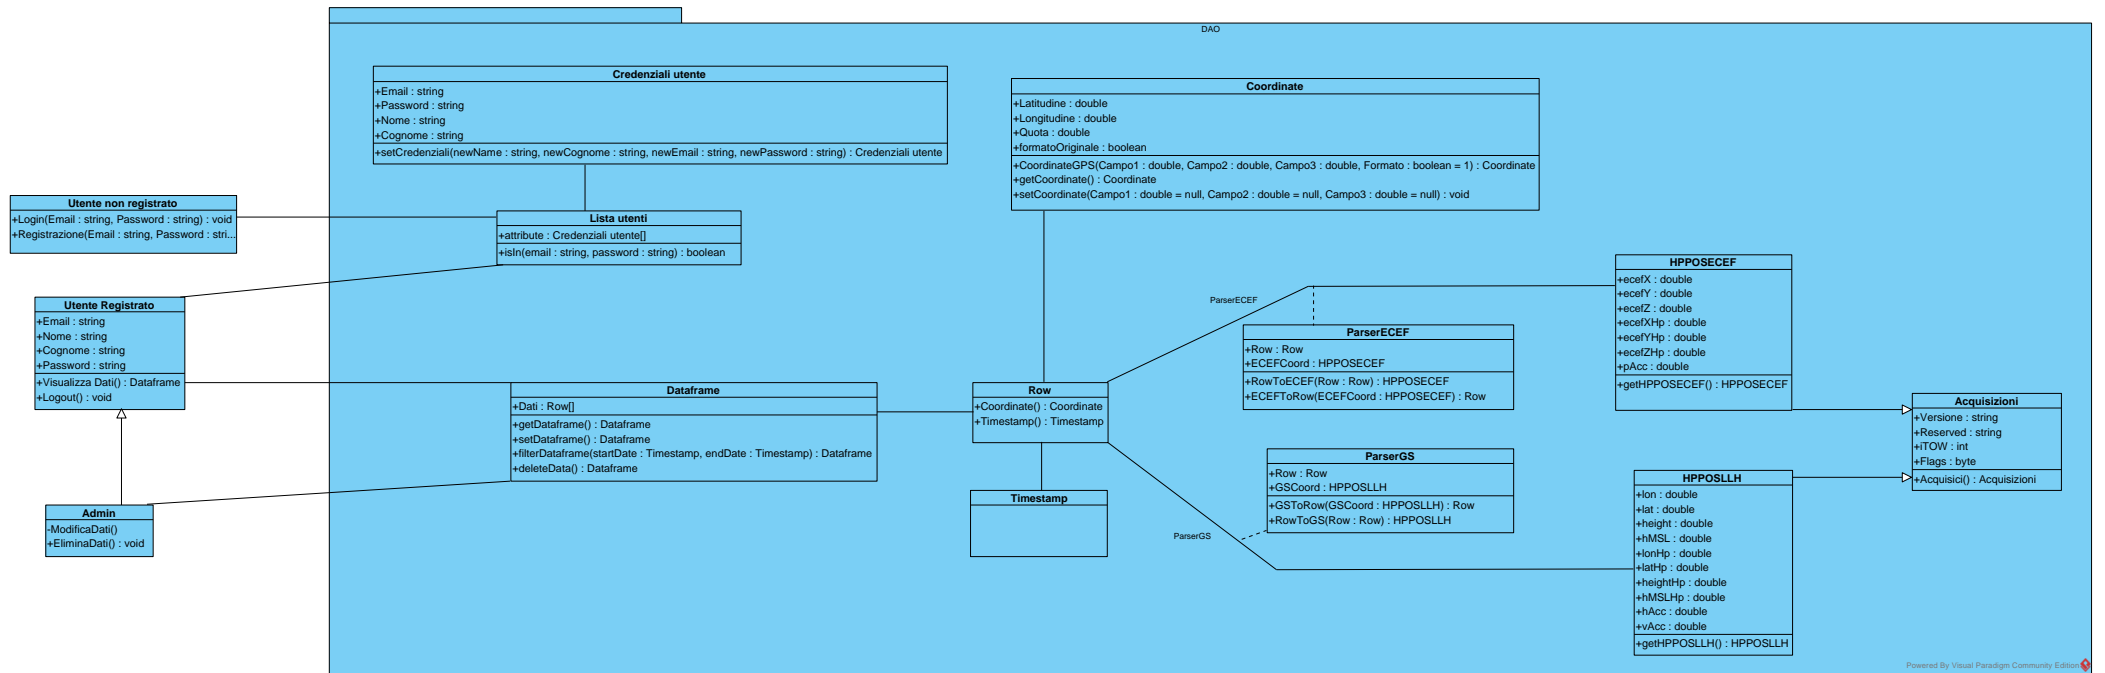 DAO
Credenziali utente
+Email : string
+Password : string
+Nome : string
+Cognome : string
+setCredenziali(newName : string, newCognome : string, newEmail : string, newPassword : string) : Credenziali utente
Coordinate
+Latitudine : double
+Longitudine : double
+Quota : double
+formatoOriginale : boolean
+CoordinateGPS(Campo1 : double, Campo2 : double, Campo3 : double, Formato : boolean = 1) : Coordinate
+getCoordinate() : Coordinate
+setCoordinate(Campo1 : double = null, Campo2 : double = null, Campo3 : double = null) : void
Utente non registrato
+Login(Email : string, Password : string) : void
+Registrazione(Email : string, Password : stri...
Lista utenti
+attribute : Credenziali utente[]
+isIn(email : string, password : string) : boolean
Utente Registrato
+Email : string
+Nome : string
+Cognome : string
+Password : string
+Visualizza Dati() : Dataframe
+Logout() : void
Dataframe
+Dati : Row[]
+getDataframe() : Dataframe
+setDataframe() : Dataframe
+filterDataframe(startDate : Timestamp, endDate : Timestamp) : Dataframe
+deleteData() : Dataframe
Admin
-ModificaDati()
+EliminaDati() : void
Row
+Coordinate() : Coordinate
+Timestamp() : Timestamp
Timestamp
ParserECEF
ParserECEF
+Row : Row
+ECEFCoord : HPPOSECEF
+RowToECEF(Row : Row) : HPPOSECEF
+ECEFToRow(ECEFCoord : HPPOSECEF) : Row
ParserGS
ParserGS
+Row : Row
+GSCoord : HPPOSLLH
+GSToRow(GSCoord : HPPOSLLH) : Row
+RowToGS(Row : Row) : HPPOSLLH
HPPOSECEF
+ecefX : double
+ecefY : double
+ecefZ : double
+ecefXHp : double
+ecefYHp : double
+ecefZHp : double
+pAcc : double
+getHPPOSECEF() : HPPOSECEF
Acquisizioni
+Versione : string
+Reserved : string
+iTOW : int
+Flags : byte
+Acquisici() : Acquisizioni
HPPOSLLH
+lon : double
+lat : double
+height : double
+hMSL : double
+lonHp : double
+latHp : double
+heightHp : double
+hMSLHp : double
+hAcc : double
+vAcc : double
+getHPPOSLLH() : HPPOSLLH
Powered By Visual Paradigm Community Edition